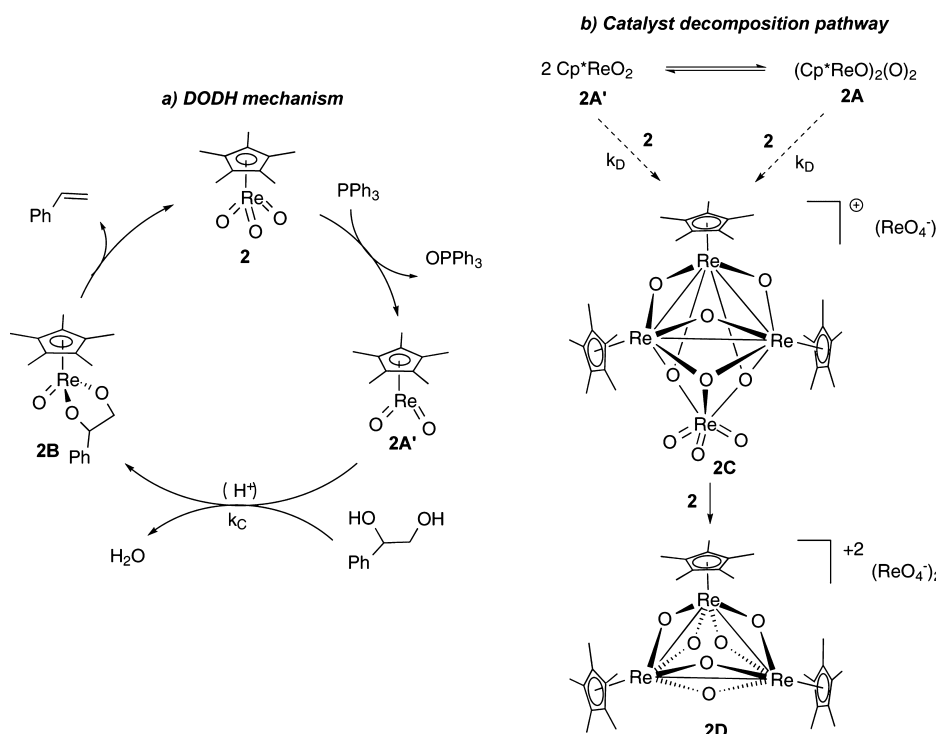 b) Catalyst decomposition pathway
2 Cp*ReO2
2A'
(Cp*ReO)2(O)2
2A
2
kD
2
kD
a) DODH mechanism
Re
O
O
O
2
PPh3
OPPh3
Ph
Re
O
O
O
Ph
2B
Re
O
O
2A'
( H+)
kC
H2O
HO
OH
Ph
⊕
(ReO4-)
Re
O
O
O
Re
Re
O
O
O
Re
O
O
O
2C
2
+2
(ReO4-)2
Re
O
O
O
O
O
Re
Re
O
2D